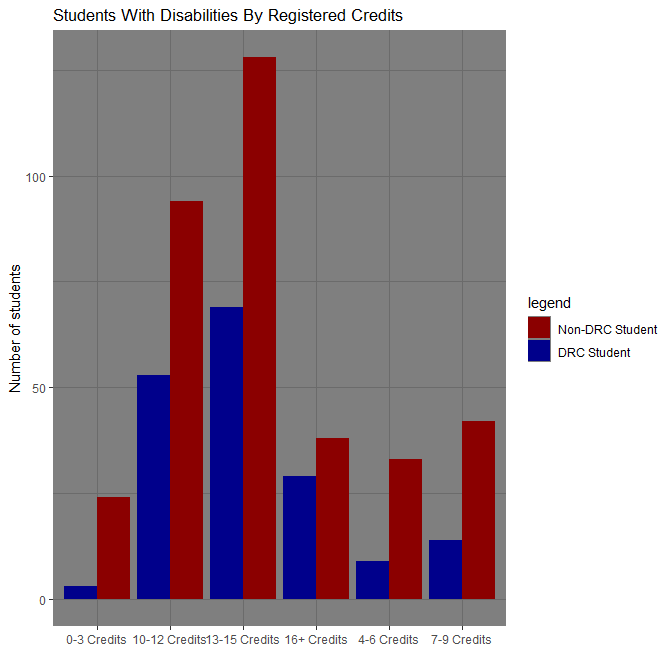 Students With Disabilities By Registered Credits
Number of students
100
50
0
0-3 Credits 10-12 Credits 13-15 Credits 16+ Credits 4-6 Credits 7-9 Credits
legend
Non-DRC Student
DRC Student